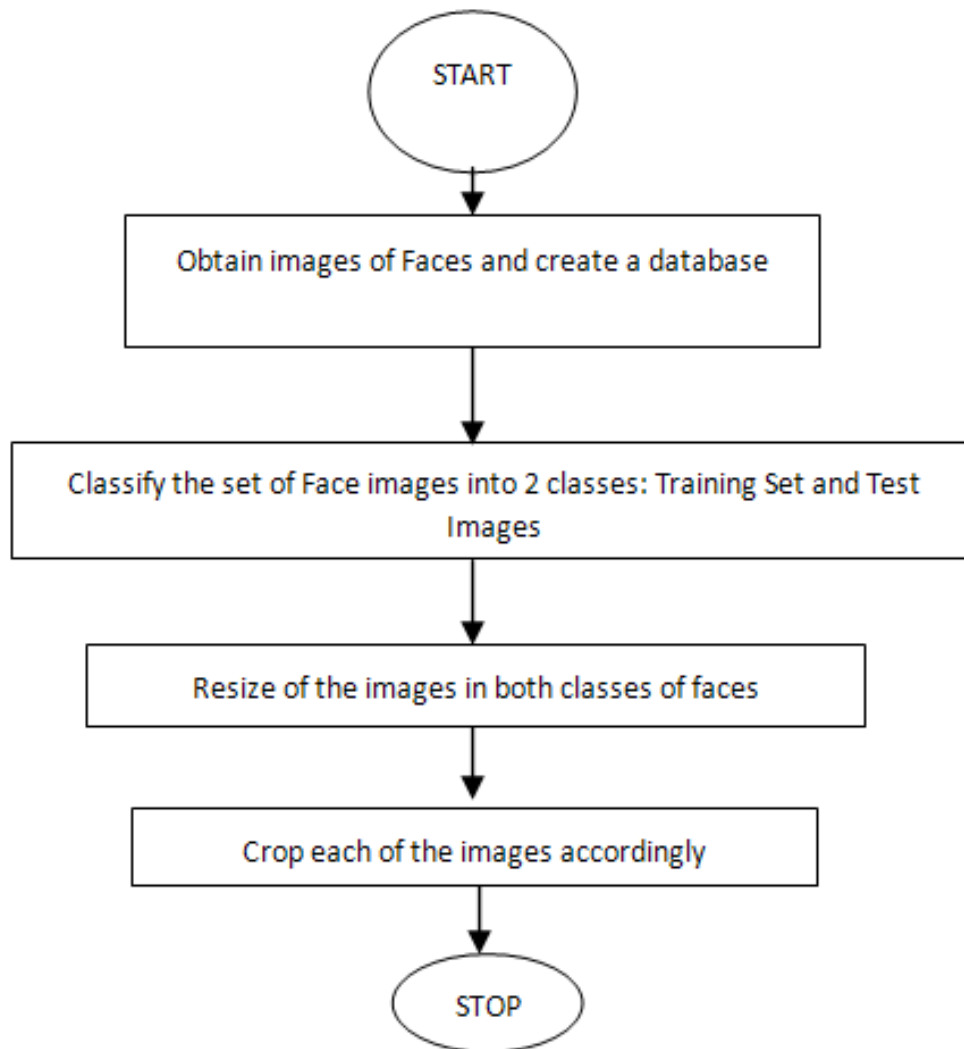 START
Obtain images of Faces and create a database
Classify the set of Face images into 2 classes: Training Set and Test
Images
Resize of the images in both classes of faces
Crop each of the images accordingly
STOP